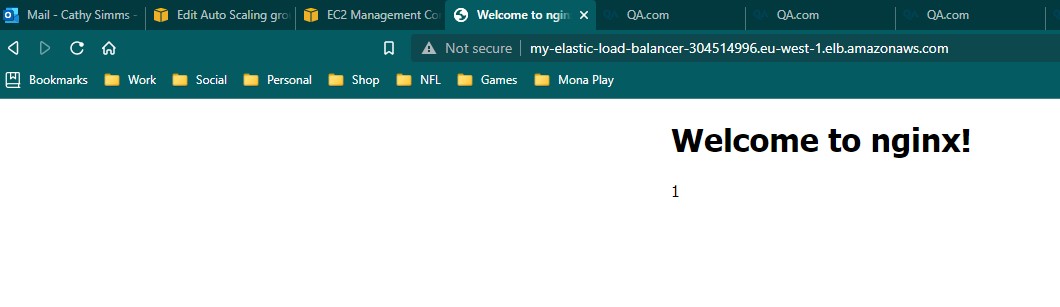 Mail - Cathy Simms - Edit Auto Scaling gro EC2 Management Co Welcome to ngin QA.com QA.com QA.com
Not secure my-elastic-load-balancer-304514996.eu-west-1.elb.amazonaws.com
Bookmarks Work Social Personal Shop NFL Games Mona Play
Welcome to nginx!
1